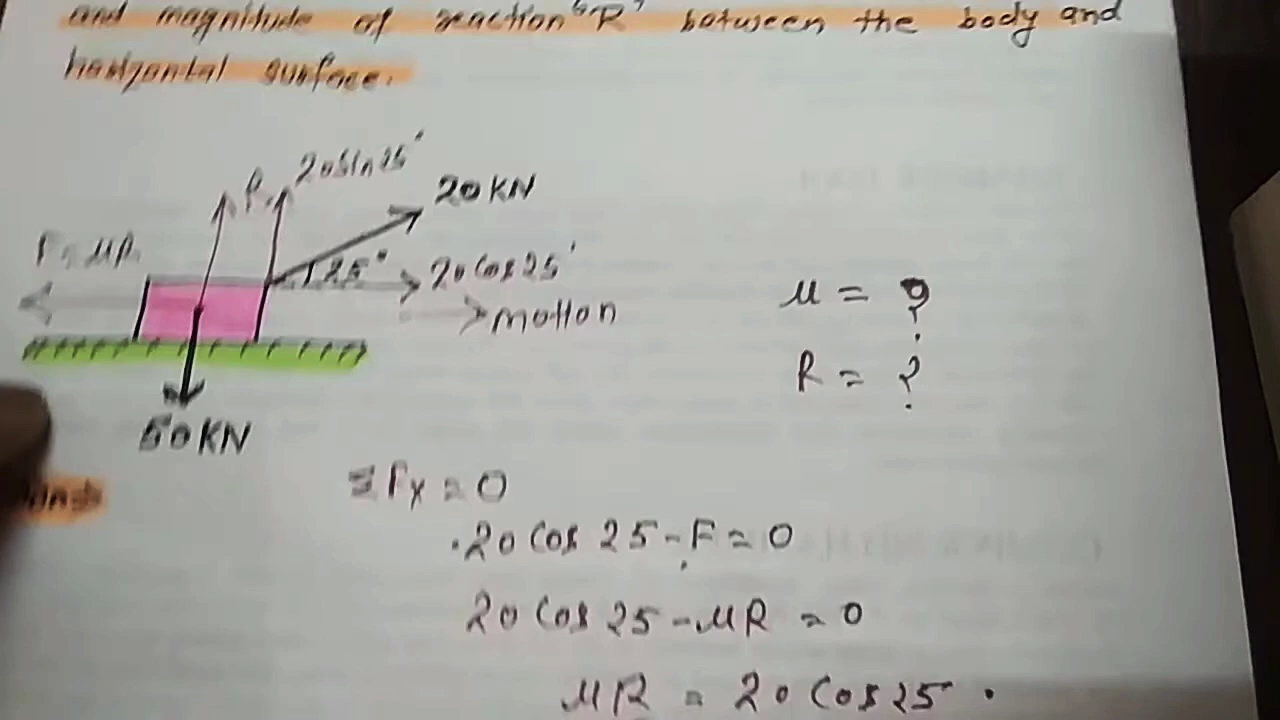 and magnitude of reaction "R" between the body and
horizontal surface.
20 Sin 25°
R
20 KN
F = μR
25°
20 Cos 25°
motion
μ = ?
R = ?
50 KN
ΣFx = 0
20 Cos 25 - F = 0
20 Cos 25 - μR = 0
μR = 20 Cos 25